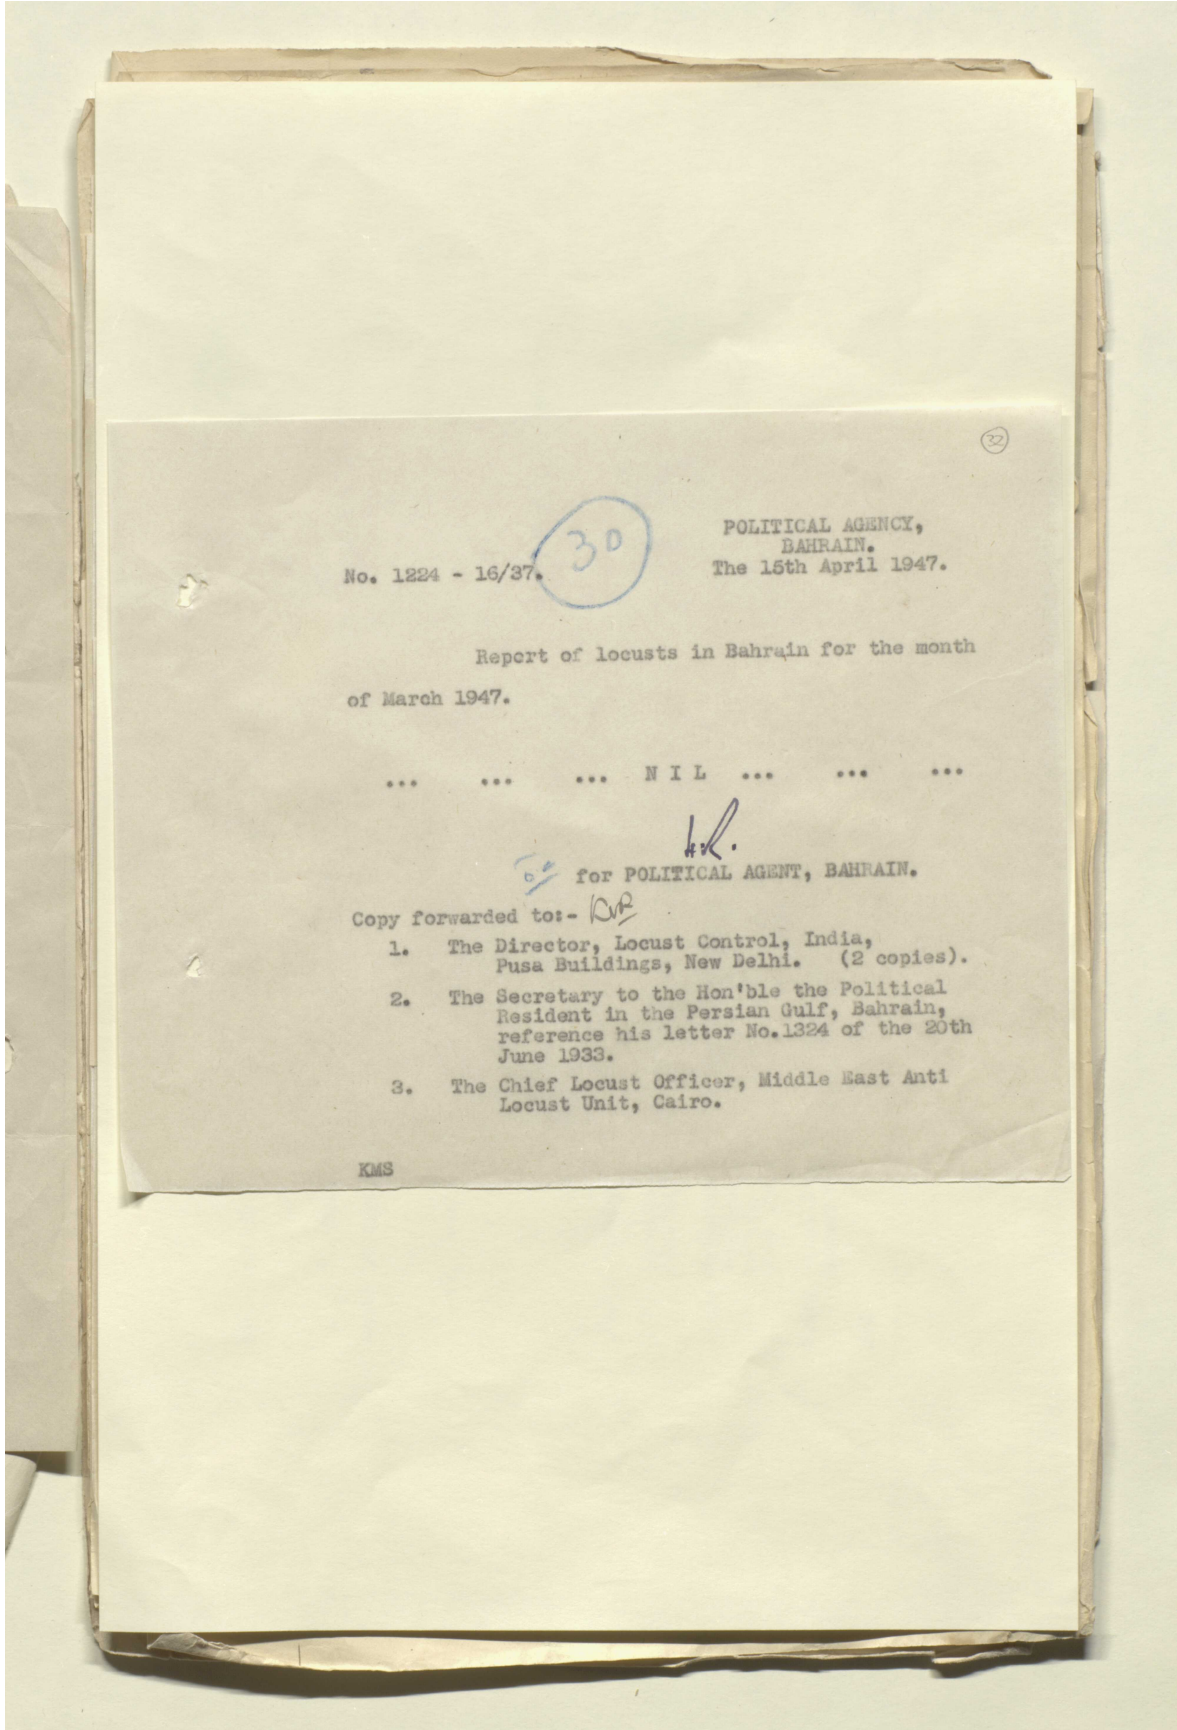 32
POLITICAL AGENCY,
BAHRAIN.
30
No. 1224 - 16/37.
The 15th April 1947.
Report of locusts in Bahrain for the month
of March 1947.
... ... ... N I L ... ... ...
H.R.
for POLITICAL AGENT, BAHRAIN.
Copy forwarded to:-
1. The Director, Locust Control, India,
Pusa Buildings, New Delhi. (2 copies).
2. The Secretary to the Hon'ble the Political
Resident in the Persian Gulf, Bahrain,
reference his letter No.1324 of the 20th
June 1933.
3. The Chief Locust Officer, Middle East Anti
Locust Unit, Cairo.
KMS